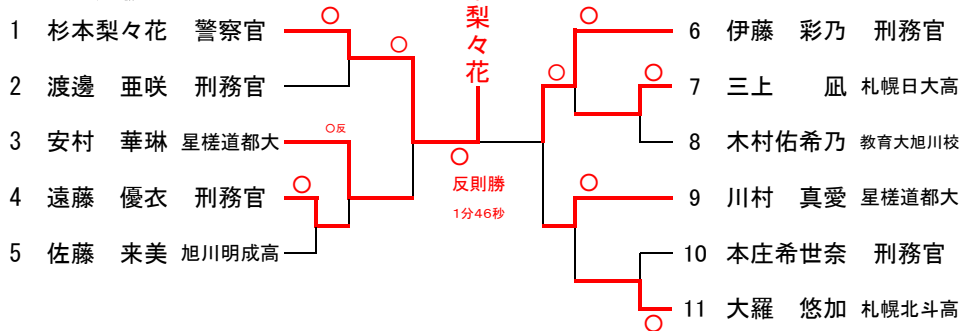 1 杉本梨々花 警察官
2 渡邊 亜咲 刑務官
3 安村 華琳 星槎道都大
4 遠藤 優衣 刑務官
5 佐藤 来美 旭川明成高
〇反
梨々花
反則勝
1分46秒
6 伊藤 彩乃 刑務官
7 三上 凪 札幌日大高
8 木村佑希乃 教育大旭川校
9 川村 真愛 星槎道都大
10 本庄希世奈 刑務官
11 大羅 悠加 札幌北斗高